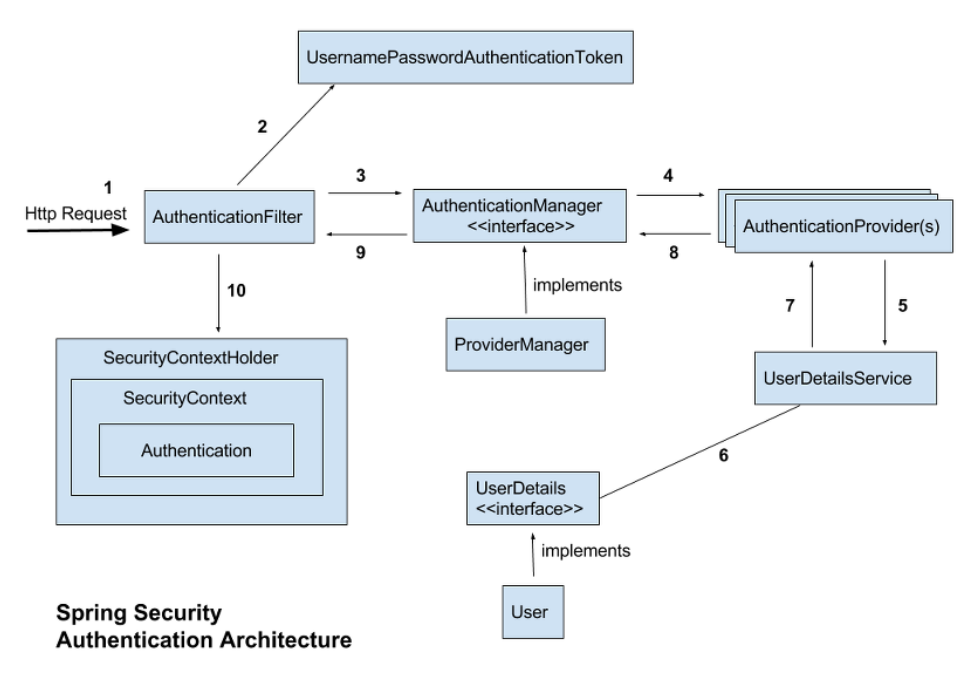 UsernamePasswordAuthenticationToken
2
1
3
4
Http Request
AuthenticationFilter
AuthenticationManager
<<interface>>
AuthenticationProvider(s)
9
8
10
implements
7
5
ProviderManager
SecurityContextHolder
SecurityContext
Authentication
UserDetailsService
6
UserDetails
<<interface>>
implements
User
Spring Security
Authentication Architecture